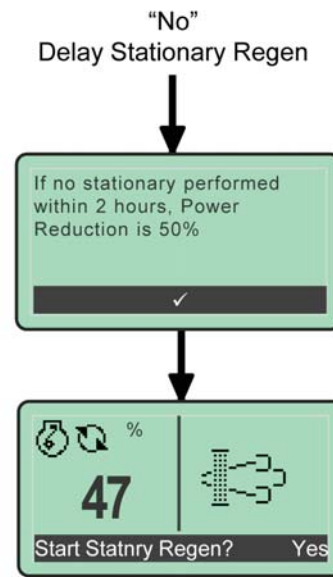 “No”
Delay Stationary Regen
If no stationary performed
within 2 hours, Power
Reduction is 50%
✓
%
47
Start Statnry Regen? Yes